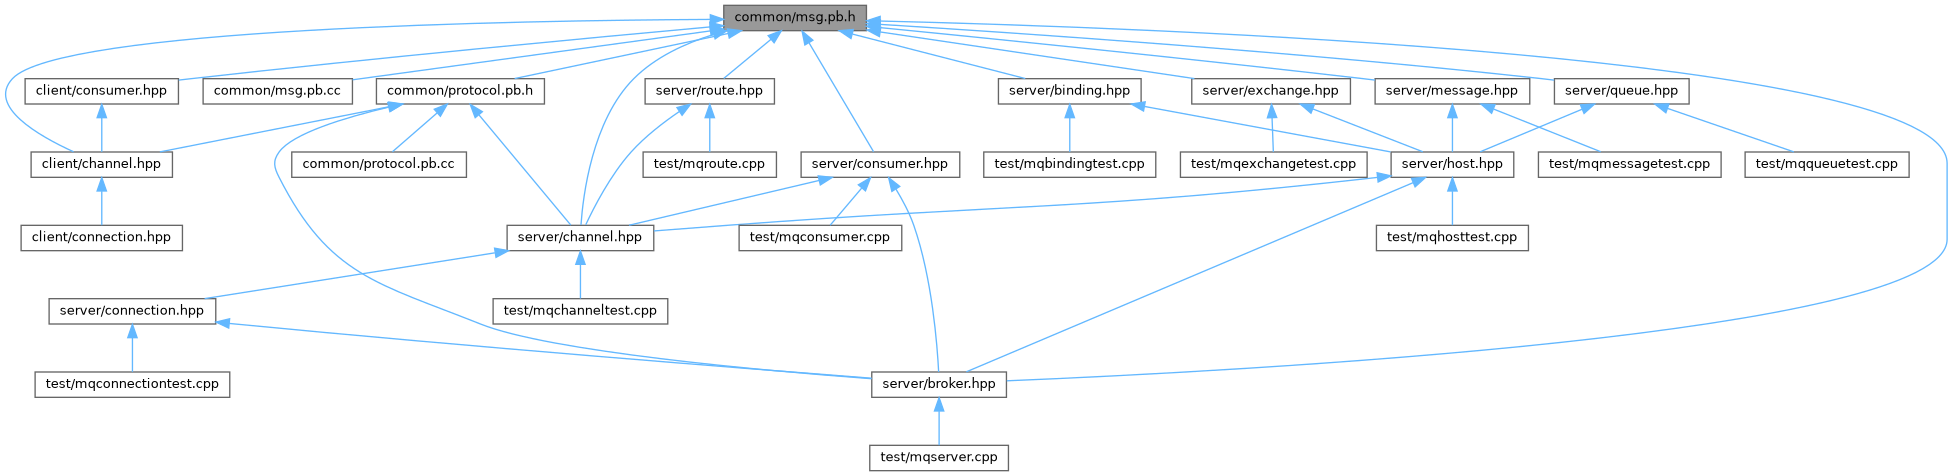 common/msg.pb.h
client/consumer.hpp
common/msg.pb.cc
common/protocol.pb.h
server/route.hpp
server/binding.hpp
server/exchange.hpp
server/message.hpp
server/queue.hpp
client/channel.hpp
common/protocol.pb.cc
test/mqroute.cpp
server/consumer.hpp
test/mqbindingtest.cpp
test/mqexchangetest.cpp
server/host.hpp
test/mqmessagetest.cpp
test/mqqueuetest.cpp
client/connection.hpp
server/channel.hpp
test/mqconsumer.cpp
test/mqhosttest.cpp
server/connection.hpp
test/mqchanneltest.cpp
test/mqconnectiontest.cpp
server/broker.hpp
test/mqserver.cpp